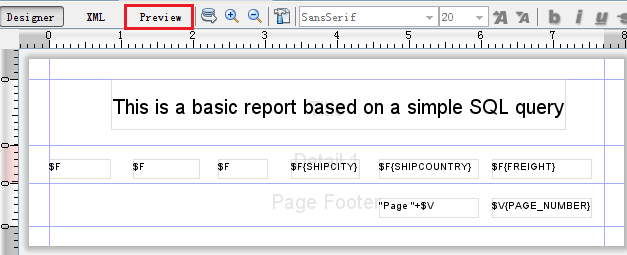 Designer XML Preview SansSerif 20 A A b i u s
0 1 2 3 4 5 6 7 8
This is a basic report based on a simple SQL query
$F $F $F $F{SHIPCITY} $F{SHIPCOUNTRY} $F{FREIGHT}
Detail 1
Page Footer "Page "+$V $V{PAGE_NUMBER}